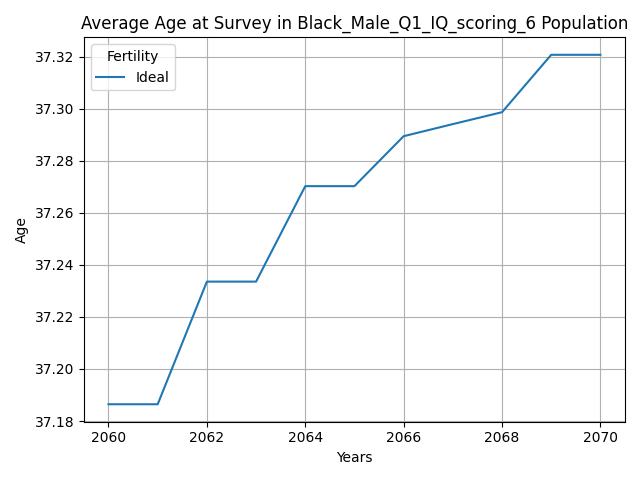 Average Age at Survey in Black_Male_Q1_IQ_scoring_6 Population
Fertility
Ideal
Age
37.32
37.30
37.28
37.26
37.24
37.22
37.20
37.18
2060 2062 2064 2066 2068 2070
Years